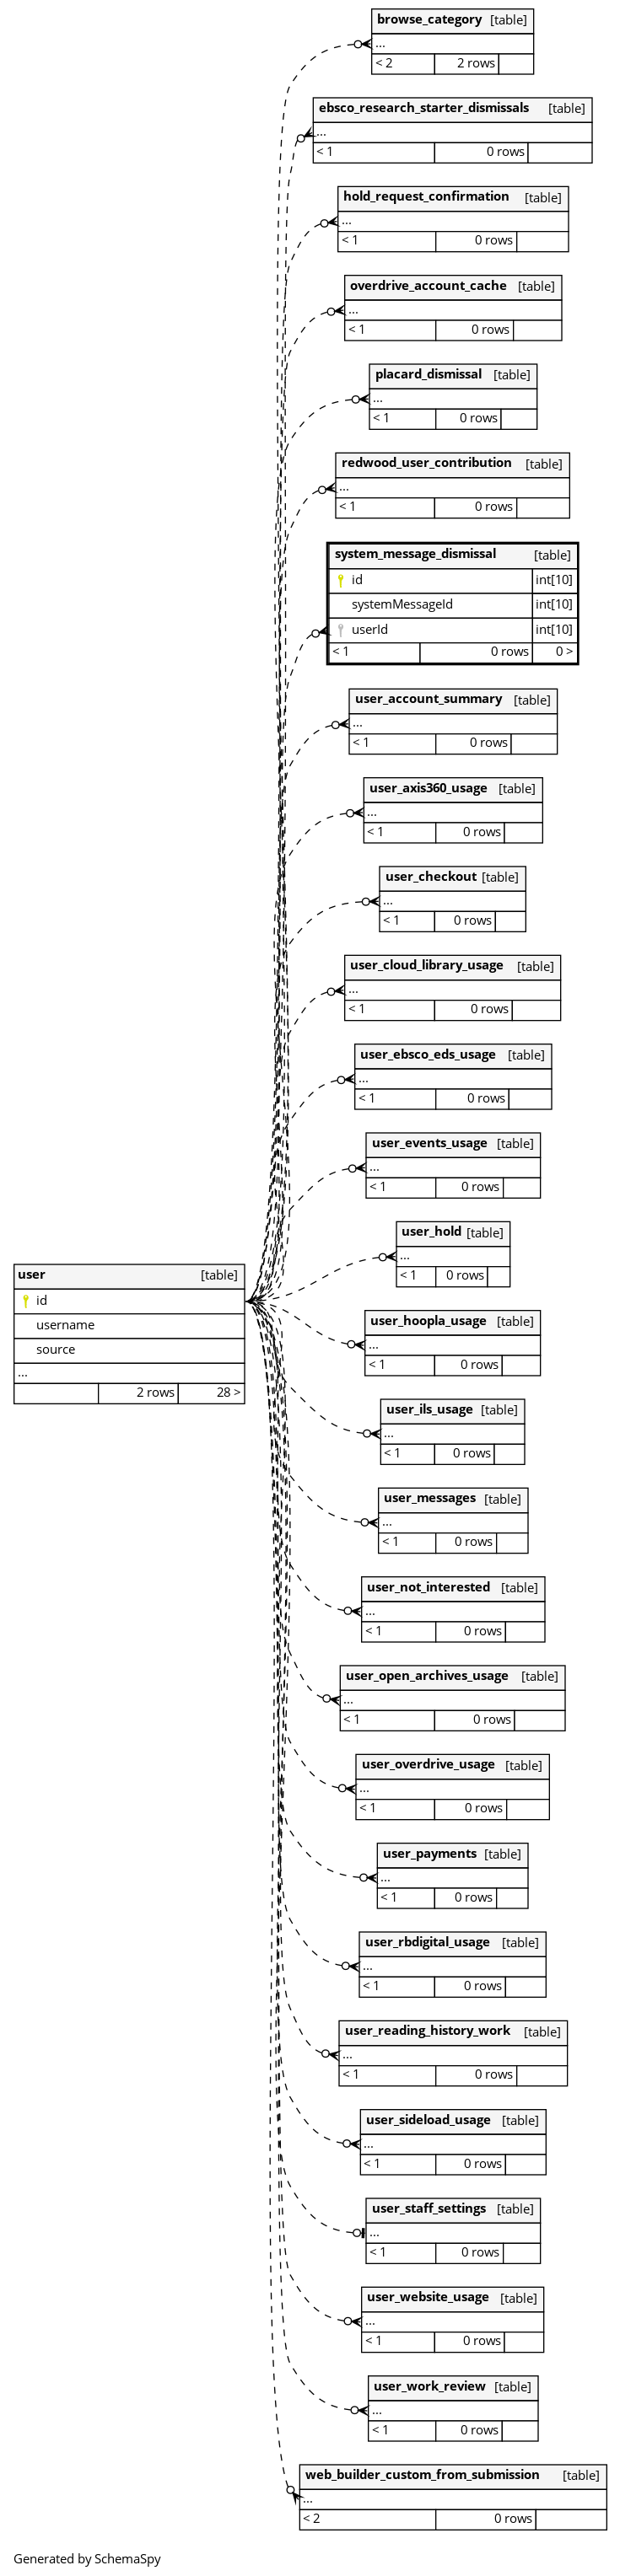 browse_category [table]
...
< 2 2 rows
ebsco_research_starter_dismissals [table]
...
< 1 0 rows
hold_request_confirmation [table]
...
< 1 0 rows
overdrive_account_cache [table]
...
< 1 0 rows
placard_dismissal [table]
...
< 1 0 rows
redwood_user_contribution [table]
...
< 1 0 rows
system_message_dismissal [table]
id int[10]
systemMessageId int[10]
userId int[10]
< 1 0 rows 0 >
user_account_summary [table]
...
< 1 0 rows
user_axis360_usage [table]
...
< 1 0 rows
user_checkout [table]
...
< 1 0 rows
user_cloud_library_usage [table]
...
< 1 0 rows
user_ebsco_eds_usage [table]
...
< 1 0 rows
user_events_usage [table]
...
< 1 0 rows
user_hold [table]
...
< 1 0 rows
user [table]
id
username
source
...
2 rows 28 >
user_hoopla_usage [table]
...
< 1 0 rows
user_ils_usage [table]
...
< 1 0 rows
user_messages [table]
...
< 1 0 rows
user_not_interested [table]
...
< 1 0 rows
user_open_archives_usage [table]
...
< 1 0 rows
user_overdrive_usage [table]
...
< 1 0 rows
user_payments [table]
...
< 1 0 rows
user_rbdigital_usage [table]
...
< 1 0 rows
user_reading_history_work [table]
...
< 1 0 rows
user_sideload_usage [table]
...
< 1 0 rows
user_staff_settings [table]
...
< 1 0 rows
user_website_usage [table]
...
< 1 0 rows
user_work_review [table]
...
< 1 0 rows
web_builder_custom_from_submission [table]
...
< 2 0 rows
Generated by SchemaSpy